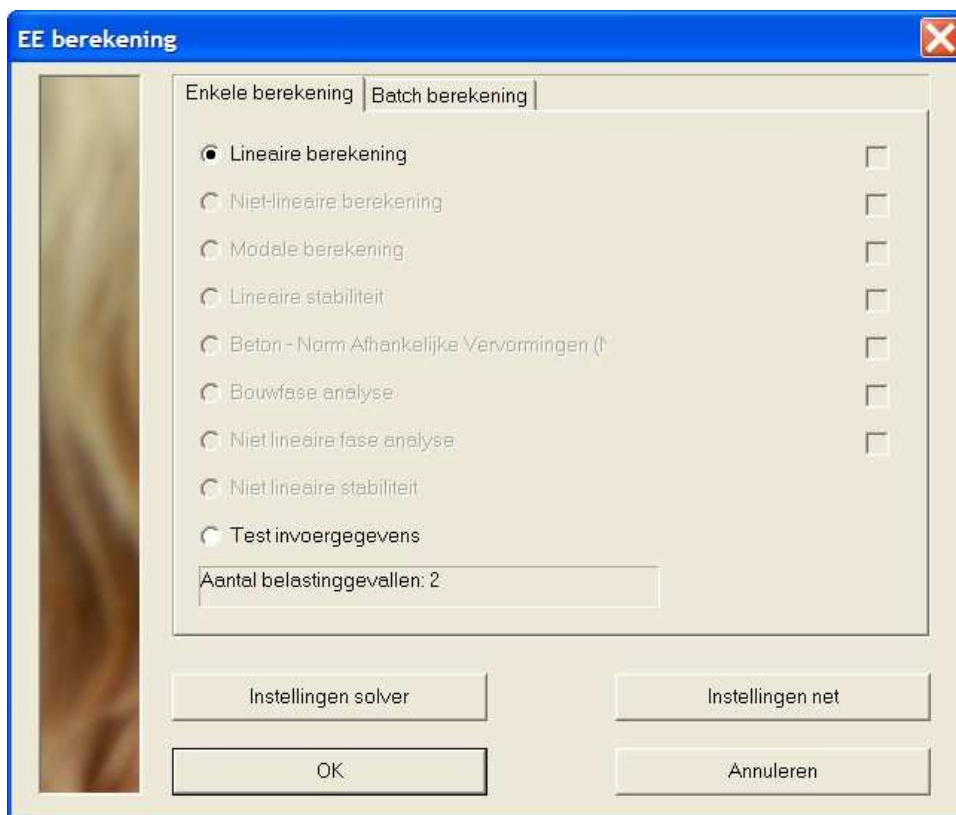 EE berekening
Enkele berekening
Batch berekening
Lineaire berekening
Niet-lineaire berekening
Modale berekening
Lineaire stabiliteit
Beton - Norm Afhankelijke Vervormingen (
Bouwfase analyse
Niet lineaire fase analyse
Niet lineaire stabiliteit
Test invoergegevens
Aantal belastinggevallen: 2
Instellingen solver
Instellingen net
OK
Annuleren